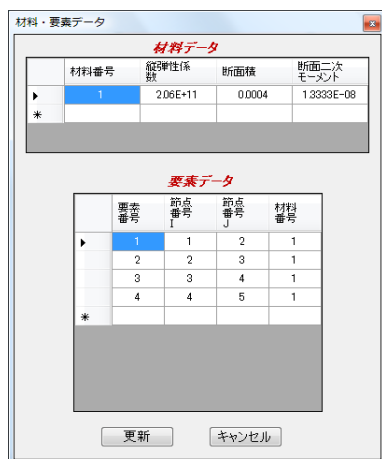 材料・要素データ
材料データ
材料番号 縦弾性係数 断面積 断面二次モーメント
1 2.06E+11 0.0004 1.3333E-08
要素データ
要素番号 節点番号I 節点番号J 材料番号
1 1 2 1
2 2 3 1
3 3 4 1
4 4 5 1
更新 キャンセル